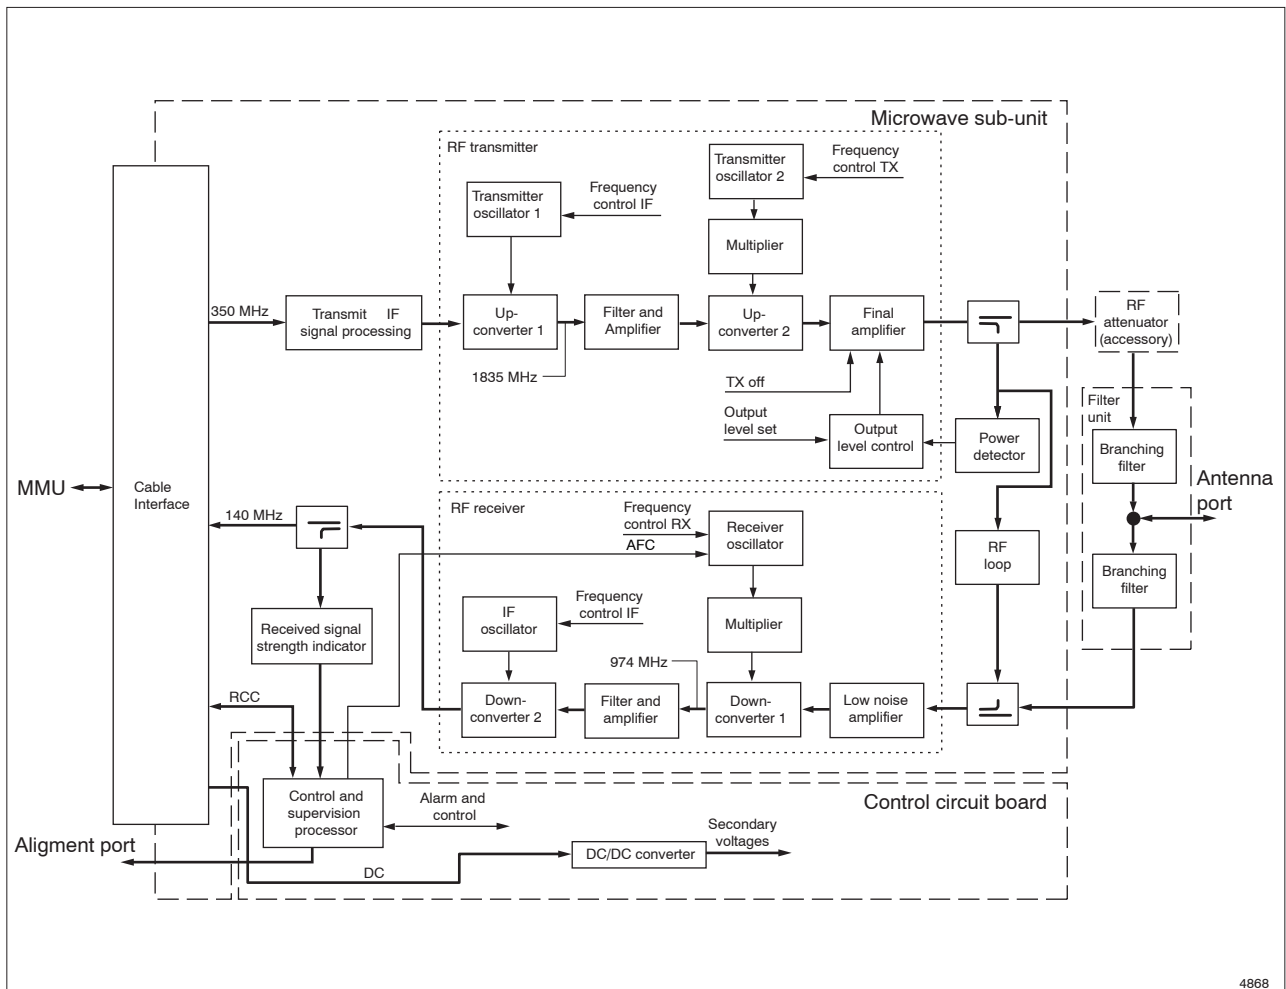 Microwave sub-unit
RF transmitter
Transmitter
oscillator 1
Frequency
control IF
Transmitter
oscillator 2
Frequency
control TX
Multiplier
350 MHz
Transmit IF
signal processing
Up-
converter 1
1835 MHz
Filter and
Amplifier
Up-
converter 2
Final
amplifier
RF
attenuator
(accessory)
TX off
Output
level set
Output
level control
Power
detector
Filter
unit
Branching
filter
Antenna
port
Branching
filter
MMU
Cable
Interface
140 MHz
RF receiver
Frequency
control RX
AFC
Receiver
oscillator
RF
loop
Received signal
strength indicator
IF
oscillator
Frequency
control IF
Multiplier
974 MHz
RCC
Down-
converter 2
Filter and
amplifier
Down-
converter 1
Low noise
amplifier
Control circuit board
Control and
supervision
processor
Alarm and
control
Aligment port
DC
DC/DC converter
Secondary
voltages
4868